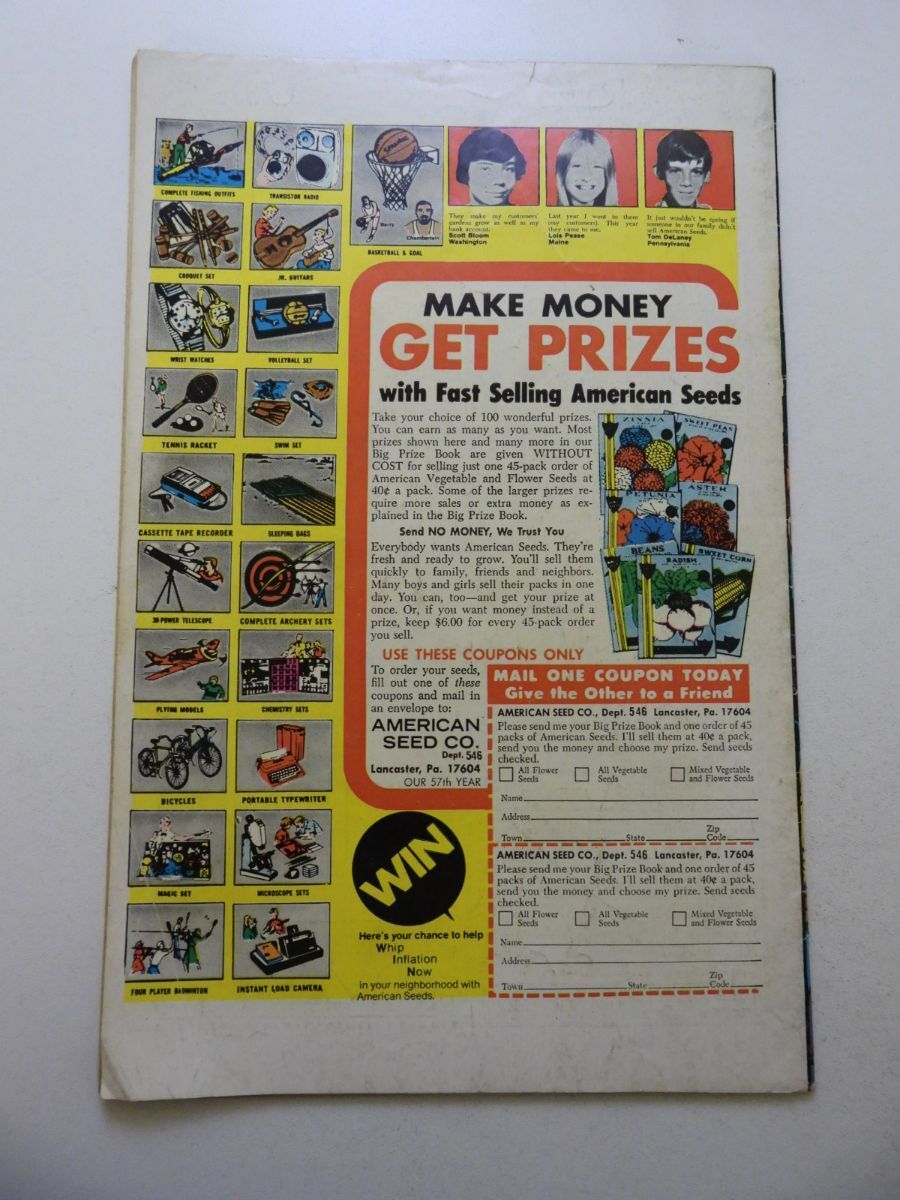 COMPLETE FISHING OUTFITS
TRANSISTOR RADIO
CROQUET SET
JR. GUITARS
WRIST WATCHES
VOLLEYBALL SET
TENNIS RACKET
SWIM SET
CASSETTE TAPE RECORDER
SLEEPING BAGS
30-POWER TELESCOPE
COMPLETE ARCHERY SETS
FLYING MODELS
CHEMISTRY SETS
BICYCLES
PORTABLE TYPEWRITER
MAGIC SET
MICROSCOPE SETS
FOUR PLAYER BADMINTON
INSTANT LOAD CAMERA
SPALDING
Barry
Chamberlain
BASKETBALL & GOAL
They make my customers'
gardens grow as well as my
bank account.
Scott Bloom
Washington
Last year I went to them
(my customers). This year
they came to me.
Lois Pease
Maine
It just wouldn't be spring if
someone in our family didn't
sell American Seeds.
Tom DeLaney
Pennsylvania
MAKE MONEY
GET PRIZES
with Fast Selling American Seeds
Take your choice of 100 wonderful prizes.
You can earn as many as you want. Most
prizes shown here and many more in our
Big Prize Book are given WITHOUT
COST for selling just one 45-pack order of
American Vegetable and Flower Seeds at
40¢ a pack. Some of the larger prizes re-
quire more sales or extra money as ex-
plained in the Big Prize Book.
Send NO MONEY, We Trust You
Everybody wants American Seeds. They're
fresh and ready to grow. You'll sell them
quickly to family, friends and neighbors.
Many boys and girls sell their packs in one
day. You can, too—and get your prize at
once. Or, if you want money instead of a
prize, keep $6.00 for every 45-pack order
you sell.
ZINNIA
SWEET PEAS
PETUNIA
ASTER
BEANS
RADISH
SWEET CORN
USE THESE COUPONS ONLY
To order your seeds,
fill out one of these
coupons and mail in
an envelope to:
AMERICAN
SEED CO.
Dept. 546
Lancaster, Pa. 17604
OUR 57th YEAR
MAIL ONE COUPON TODAY
Give the Other to a Friend
AMERICAN SEED CO., Dept. 546 Lancaster, Pa. 17604
Please send me your Big Prize Book and one order of 45
packs of American Seeds. I'll sell them at 40¢ a pack,
send you the money and choose my prize. Send seeds
checked.
All Flower Seeds
All Vegetable Seeds
Mixed Vegetable and Flower Seeds
Name
Address
Town State Zip Code
AMERICAN SEED CO., Dept. 546 Lancaster, Pa. 17604
Please send me your Big Prize Book and one order of 45
packs of American Seeds. I'll sell them at 40¢ a pack,
send you the money and choose my prize. Send seeds
checked.
All Flower Seeds
All Vegetable Seeds
Mixed Vegetable and Flower Seeds
Name
Address
Town State Zip Code
WIN
Here's your chance to help
Whip
Inflation
Now
in your neighborhood with
American Seeds.